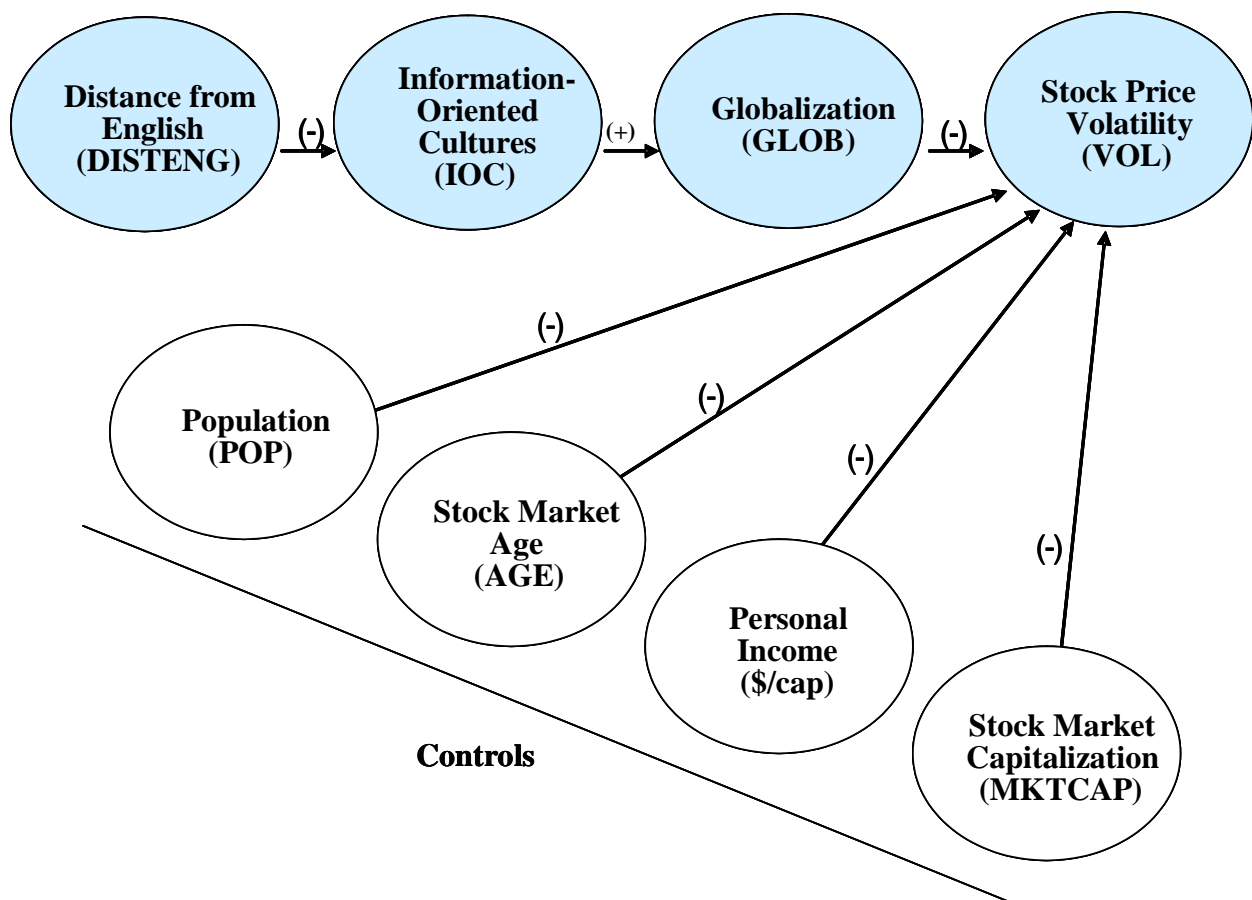 Distance from
English
(DISTENG)
(-)
Information-
Oriented
Cultures
(IOC)
(+)
Globalization
(GLOB)
(-)
Stock Price
Volatility
(VOL)
(-)
Population
(POP)
(-)
Stock Market
Age
(AGE)
(-)
Personal
Income
($/cap)
(-)
Stock Market
Capitalization
(MKTCAP)
Controls